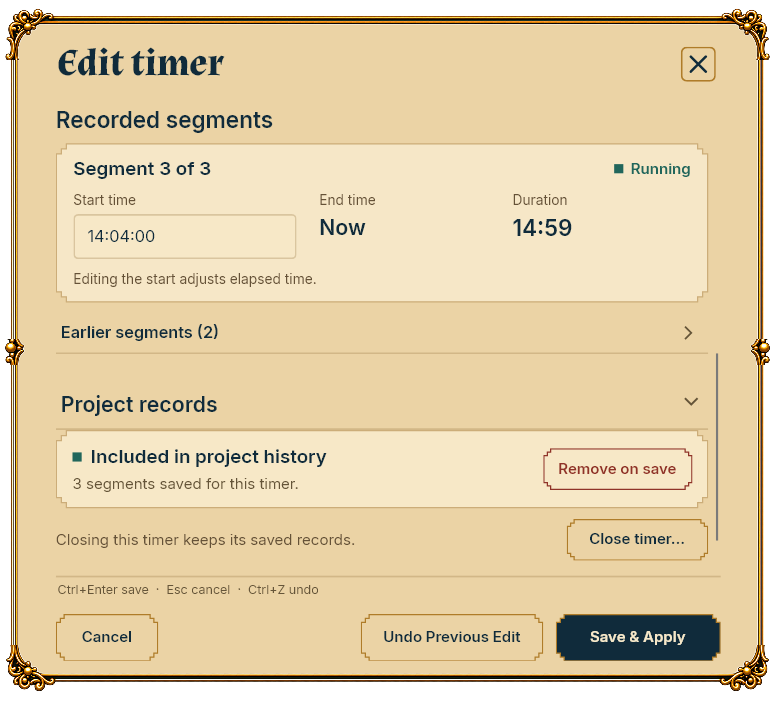 Edit timer
Recorded segments
Segment 3 of 3
Running
Start time
End time
Duration
14:04:00
Now
14:59
Editing the start adjusts elapsed time.
Earlier segments (2)
Project records
Included in project history
3 segments saved for this timer.
Remove on save
Closing this timer keeps its saved records.
Close timer...
Ctrl+Enter save · Esc cancel · Ctrl+Z undo
Cancel
Undo Previous Edit
Save & Apply